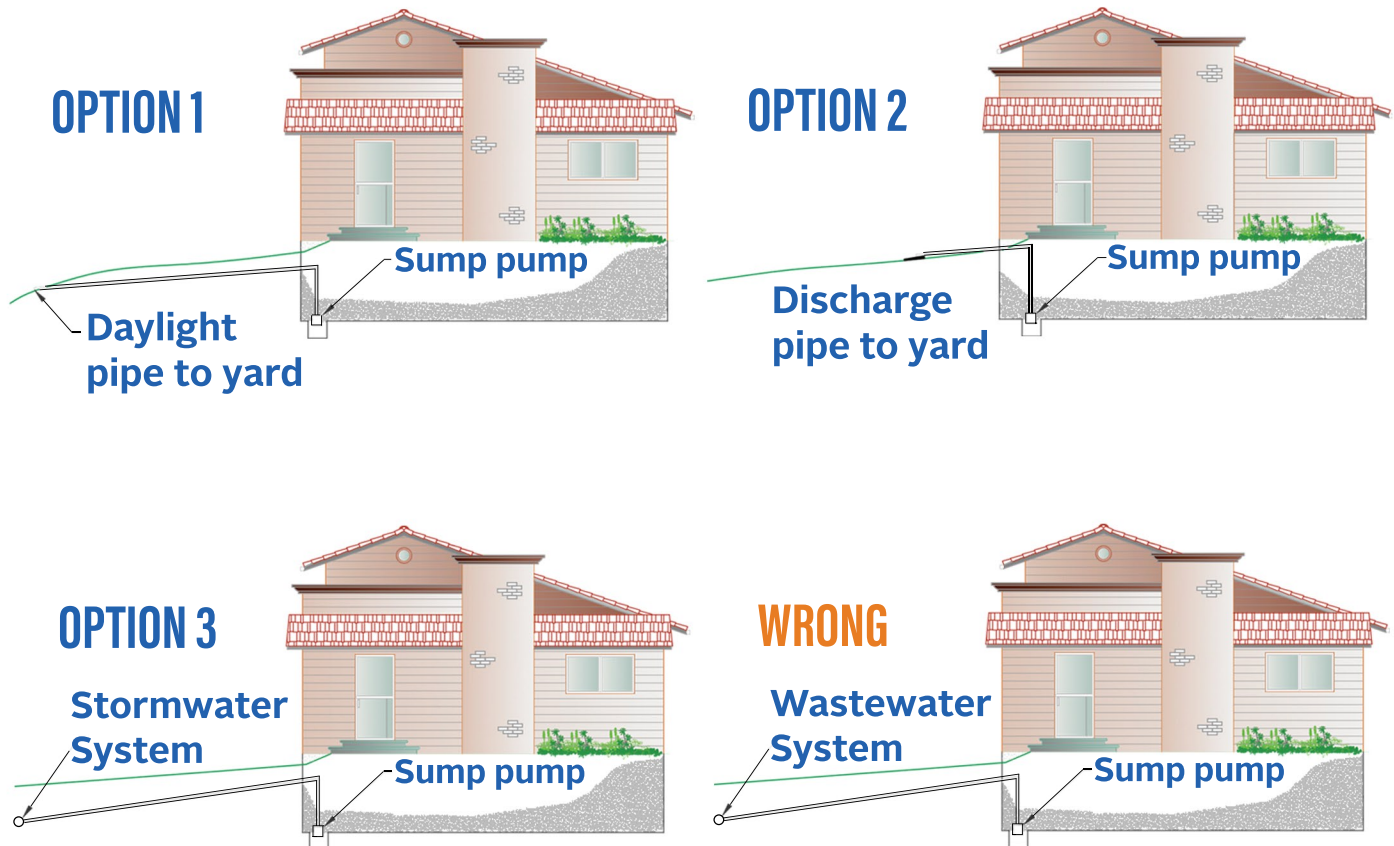 OPTION 1
Sump pump
Daylight
pipe to yard
OPTION 2
Sump pump
Discharge
pipe to yard
OPTION 3
Stormwater
System
Sump pump
WRONG
Wastewater
System
Sump pump